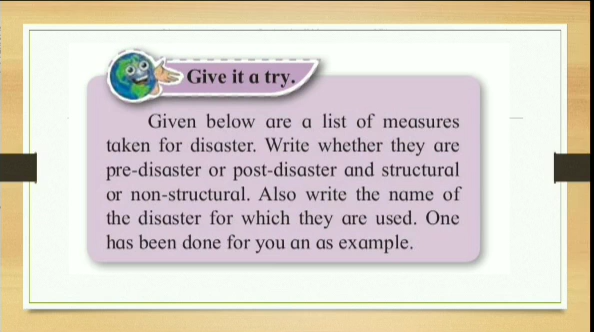 Give it a try.
Given below are a list of measures
taken for disaster. Write whether they are
pre-disaster or post-disaster and structural
or non-structural. Also write the name of
the disaster for which they are used. One
has been done for you an as example.